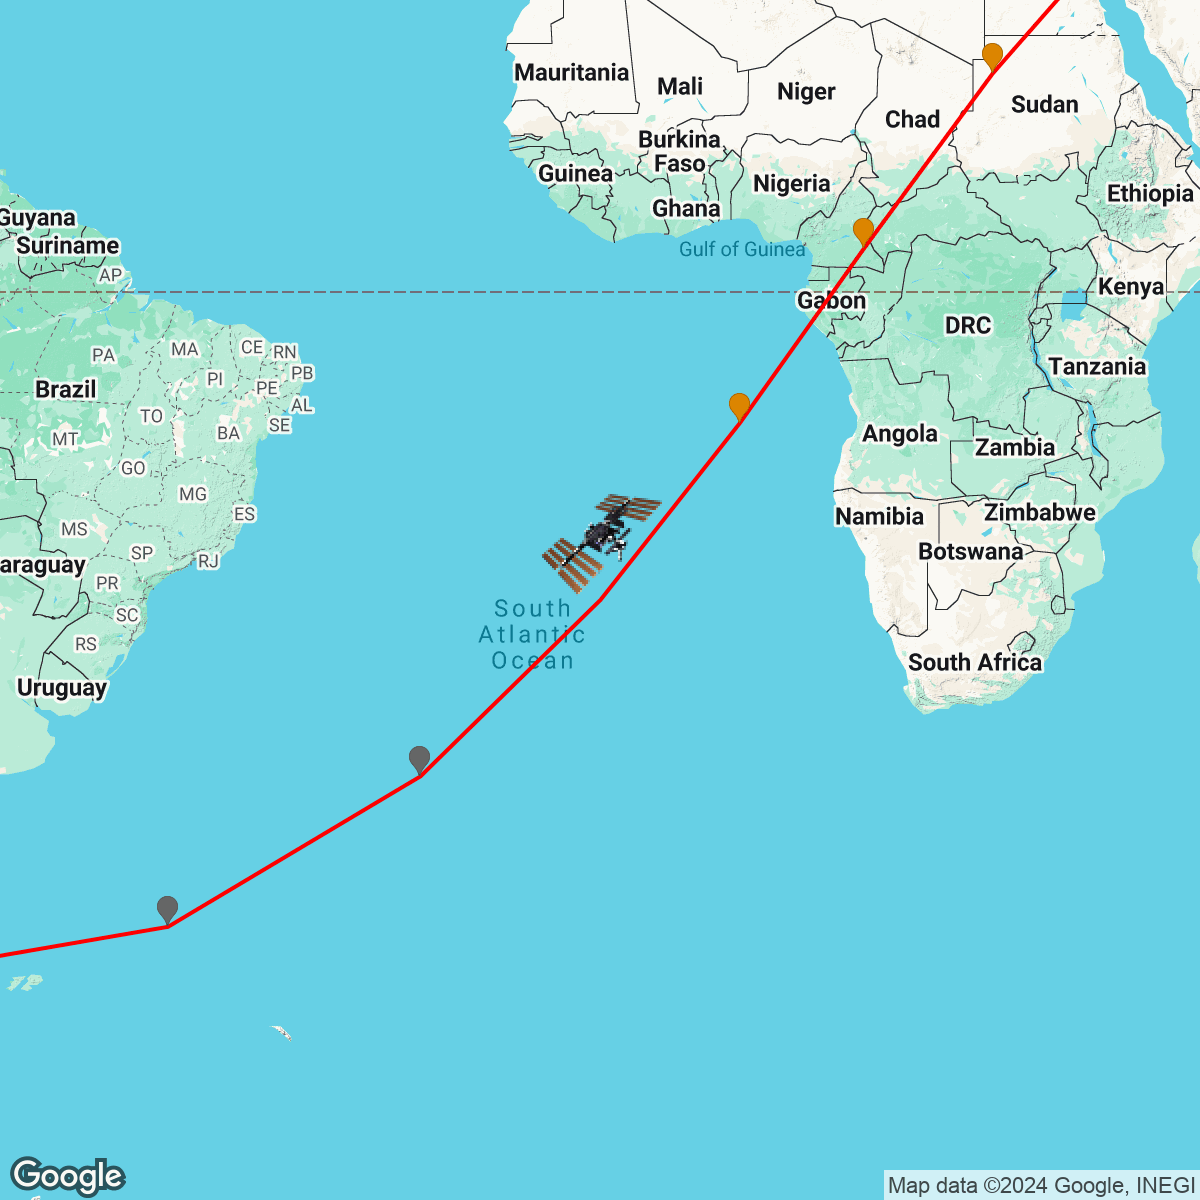 Mauritania
Mali
Niger
Chad
Sudan
Burkina
Faso
Guinea
Nigeria
Ethiopia
Ghana
Guyana
Suriname
Gulf of Guinea
AP
Gabon
Kenya
DRC
PA
MA
CE
RN
PB
Brazil
PI
PE
AL
Tanzania
TO
SE
MT
BA
Angola
Zambia
GO
MG
ES
Namibia
Zimbabwe
MS
SP
RJ
Botswana
araguay
PR
SC
South
Atlantic
Ocean
RS
Uruguay
South Africa
Google
Map data ©2024 Google, INEGI